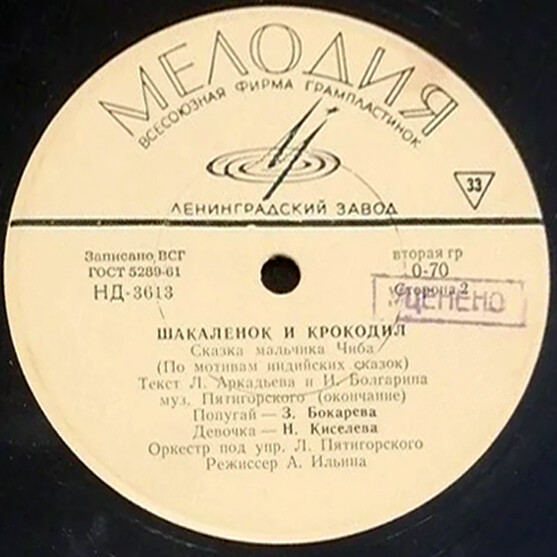 МЕЛОДИЯ
ВСЕСОЮЗНАЯ ФИРМА ГРАМПЛАСТИНОК
33
ЛЕНИНГРАДСКИЙ ЗАВОД
Записано ВСГ
ГОСТ 5289-61
НД-3613
вторая гр
0-70
Сторона 2
УЦЕНЕНО
ШАКАЛЕНОК И КРОКОДИЛ
Сказка мальчика Чиба
(По мотивам индийских сказок)
Текст Л. Аркадьева и И. Болгарина
муз. Пятигорского (окончание)
Попугай — З. Бокарева
Девочка — Н. Киселева
Оркестр под упр. Л. Пятигорского
Режиссер А. Ильина